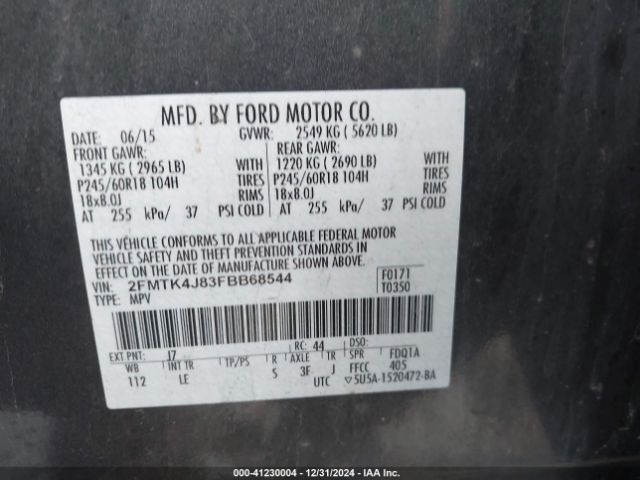 MFD. BY FORD MOTOR CO.
DATE: 06/15 GVWR: 2549 KG ( 5620 LB)
FRONT GAWR: REAR GAWR:
1345 KG ( 2965 LB) WITH 1220 KG ( 2690 LB) WITH
P245/60R18 104H TIRES P245/60R18 104H TIRES
18x8.0J RIMS 18x8.0J RIMS
AT 255 kPa/ 37 PSI COLD AT 255 kPa/ 37 PSI COLD
THIS VEHICLE CONFORMS TO ALL APPLICABLE FEDERAL MOTOR
VEHICLE SAFETY AND THEFT PREVENTION STANDARDS IN
EFFECT ON THE DATE OF MANUFACTURE SHOWN ABOVE.
VIN: 2FMTK4J83FBB68544 F0171
TYPE: MPV T0350
EXT PNT: J7 RC: 44 DSO:
WB INT TR TP/PS R AXLE TR SPR FDQ1A
112 LE S 3F J FFCC 405
UTC ▽5U5A-1520472-BA
000-41230004 - 12/31/2024 - IAA Inc.